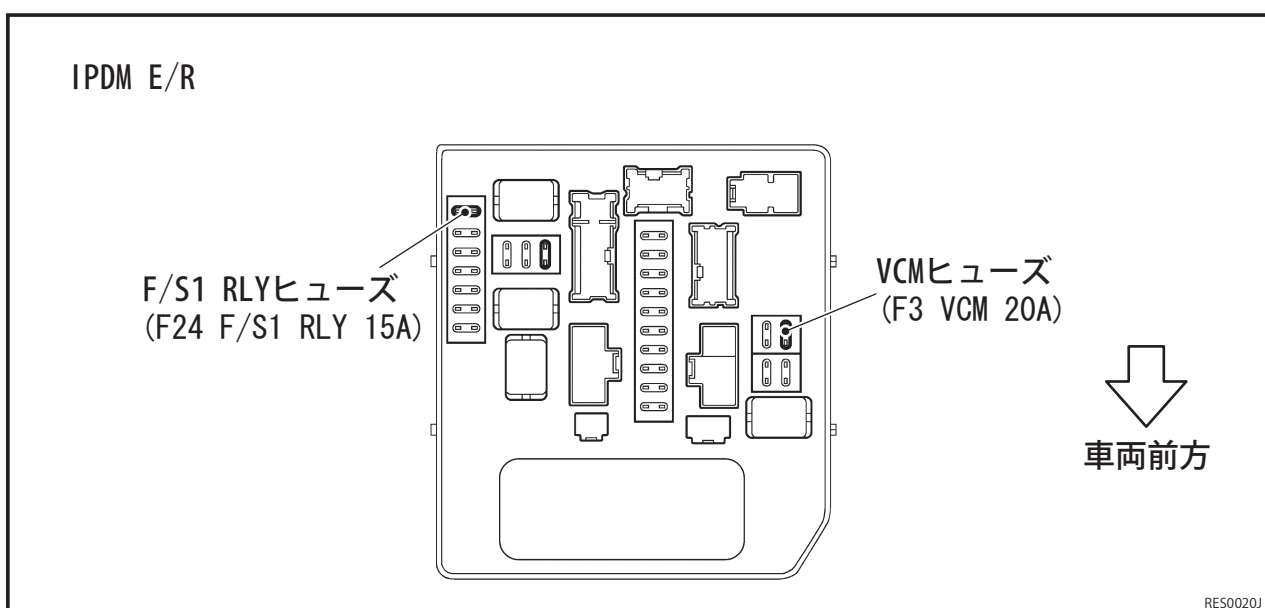 IPDM E/R
F/S1 RLYヒューズ
(F24 F/S1 RLY 15A)
VCMヒューズ
(F3 VCM 20A)
車両前方
RES0020J